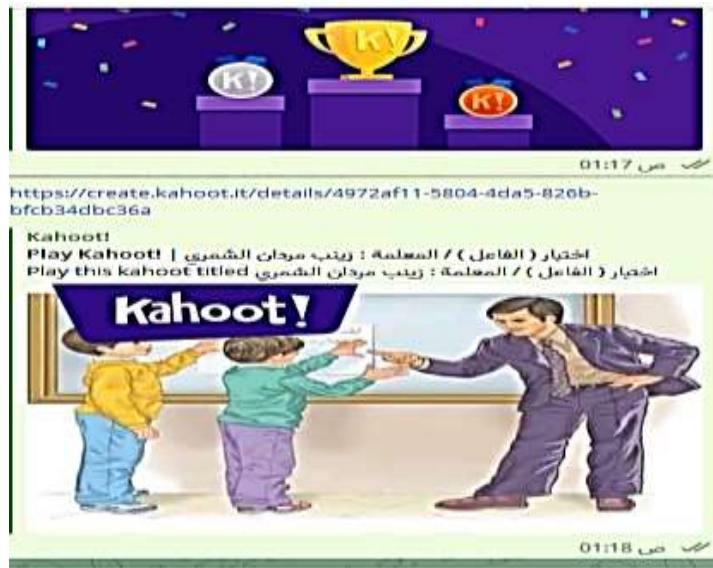 K!
K!
K!
01:17 ص
https://create.kahoot.it/details/4972af11-5804-4da5-826b-
bfcb34dbc36a
Kahoot!
Play Kahoot! | اختبار ( الفاعل ) / المعلمة : زينب مردان الشمري
Play this kahoot titled اختبار ( الفاعل ) / المعلمة : زينب مردان الشمري
Kahoot!
01:18 ص